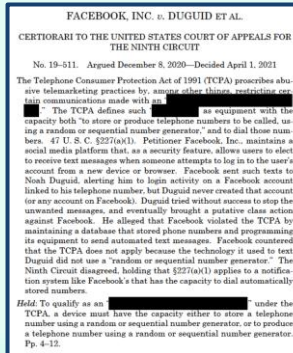 FACEBOOK, INC. v. DUGUID ET AL.
CERTIORARI TO THE UNITED STATES COURT OF APPEALS FOR
THE NINTH CIRCUIT
No. 19–511. Argued December 8, 2020—Decided April 1, 2021
The Telephone Consumer Protection Act of 1991 (TCPA) proscribes abu-
sive telemarketing practices by, among other things, restricting cer-
tain communications made with an
.” The TCPA defines such “ as equipment with the
capacity both “to store or produce telephone numbers to be called, us-
ing a random or sequential number generator,” and to dial those num-
bers. 47 U. S. C. §227(a)(1). Petitioner Facebook, Inc., maintains a
social media platform that, as a security feature, allows users to elect
to receive text messages when someone attempts to log in to the user’s
account from a new device or browser. Facebook sent such texts to
Noah Duguid, alerting him to login activity on a Facebook account
linked to his telephone number, but Duguid never created that account
(or any account on Facebook). Duguid tried without success to stop the
unwanted messages, and eventually brought a putative class action
against Facebook. He alleged that Facebook violated the TCPA by
maintaining a database that stored phone numbers and programming
its equipment to send automated text messages. Facebook countered
that the TCPA does not apply because the technology it used to text
Duguid did not use a “random or sequential number generator.” The
Ninth Circuit disagreed, holding that §227(a)(1) applies to a notifica-
tion system like Facebook’s that has the capacity to dial automatically
stored numbers.
Held: To qualify as an “ ” under the
TCPA, a device must have the capacity either to store a telephone
number using a random or sequential number generator, or to produce
a telephone number using a random or sequential number generator.
Pp. 4–12.